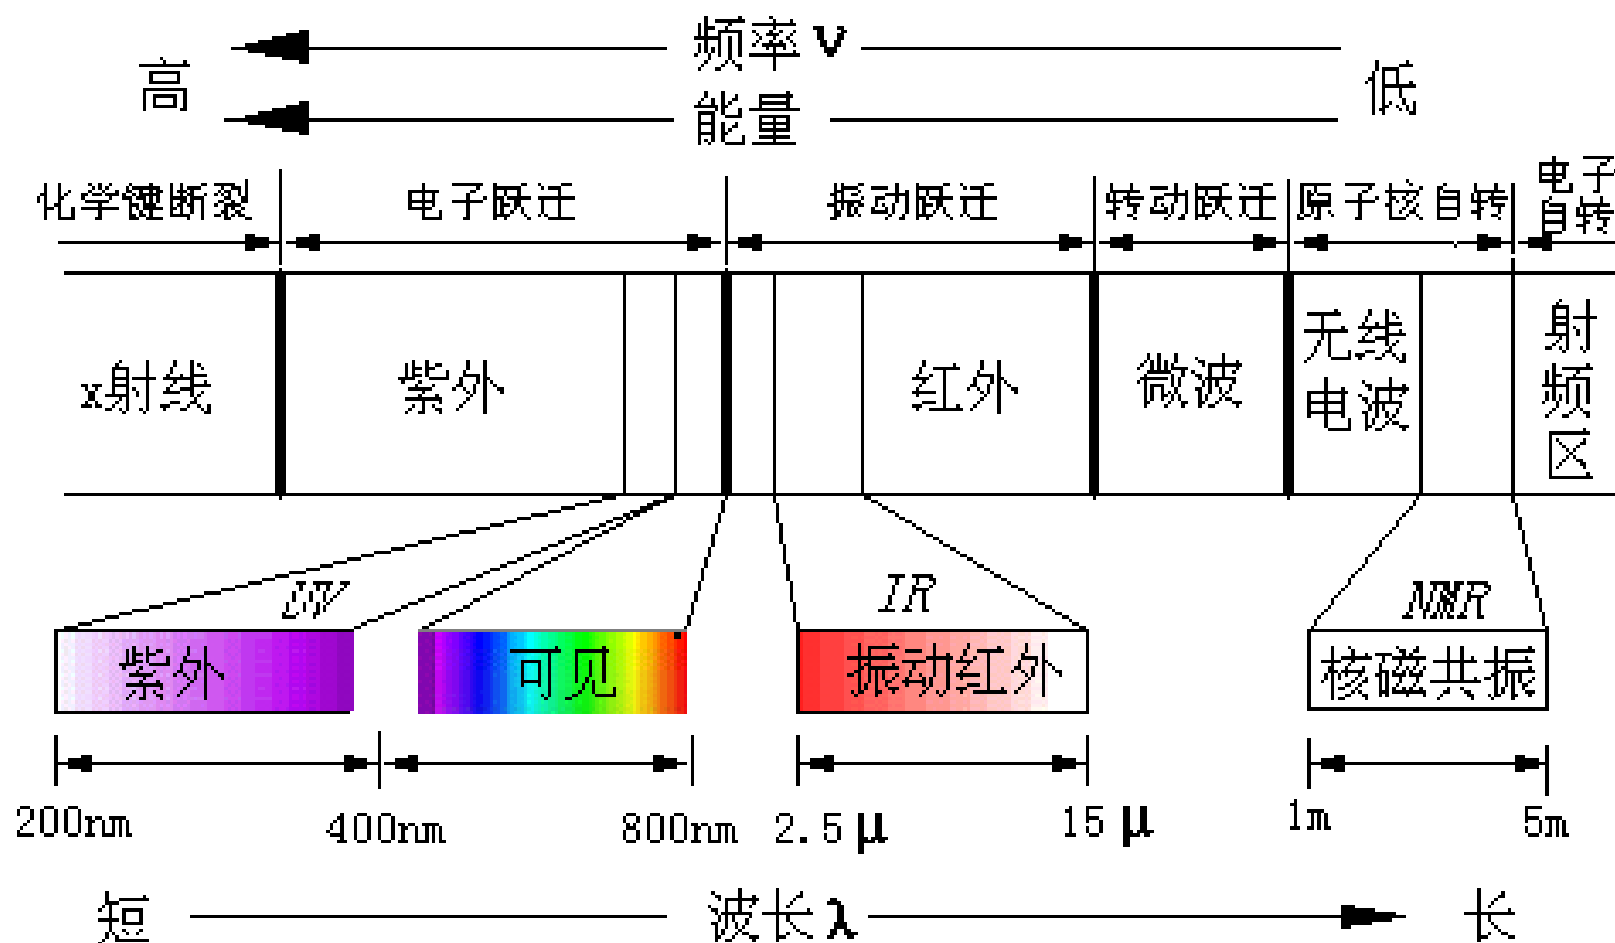 频率 ν
高 低
能量
化学键断裂 电子跃迁 振动跃迁 转动跃迁 原子核自转 电子
自转
x射线 紫外 红外 微波 无线
电波 射
频
区
UV IR NMR
紫外 可见 振动红外 核磁共振
200nm 400nm 800nm 2.5 μ 15 μ 1m 5m
短 波长 λ 长